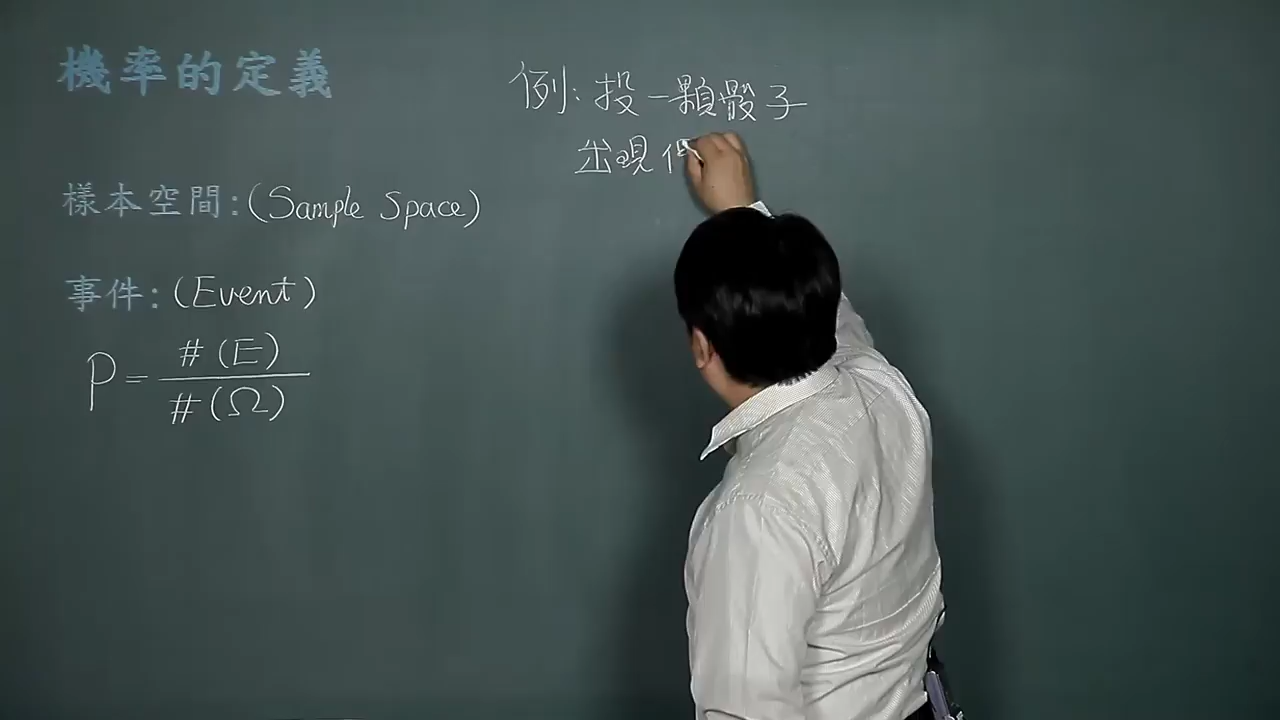 機率的定義
樣本空間:(Sample Space)
事件:(Event)
P = #(E) / #(Ω)
例:投一顆骰子
出現